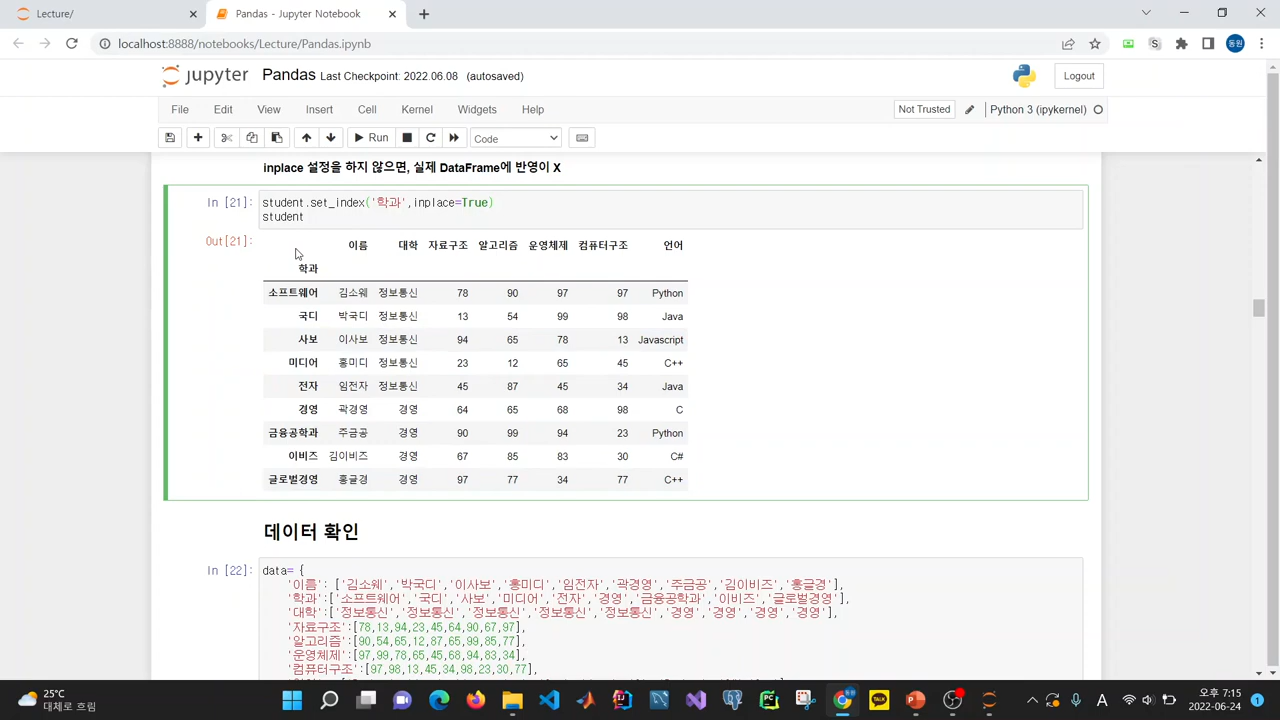 Lecture/
Pandas - Jupyter Notebook
localhost:8888/notebooks/Lecture/Pandas.ipynb
동원
jupyter Pandas Last Checkpoint: 2022.06.08 (autosaved)
Logout
File Edit View Insert Cell Kernel Widgets Help
Not Trusted
Python 3 (ipykernel)
Run
Code
inplace 설정을 하지 않으면, 실제 DataFrame에 반영이 X
In [21]: student.set_index('학과',inplace=True)
student
Out[21]:
이름 대학 자료구조 알고리즘 운영체제 컴퓨터구조 언어
학과
소프트웨어 김소웨 정보통신 78 90 97 97 Python
국디 박국디 정보통신 13 54 99 98 Java
사보 이사보 정보통신 94 65 78 13 Javascript
미디어 홍미디 정보통신 23 12 65 45 C++
전자 임전자 정보통신 45 87 45 34 Java
경영 곽경영 경영 64 65 68 98 C
금융공학과 주금공 경영 90 99 94 23 Python
이비즈 김이비즈 경영 67 85 83 30 C#
글로벌경영 홍글경 경영 97 77 34 77 C++
데이터 확인
In [22]: data= {
'이름': ['김소웨','박국디','이사보','홍미디','임전자','곽경영','주금공','김이비즈','홍글경'],
'학과':['소프트웨어','국디','사보','미디어','전자','경영','금융공학과','이비즈','글로벌경영'],
'대학':['정보통신','정보통신','정보통신','정보통신','정보통신','경영','경영','경영','경영'],
'자료구조':[78,13,94,23,45,64,90,67,97],
'알고리즘':[90,54,65,12,87,65,99,85,77],
'운영체제':[97,99,78,65,45,68,94,83,34],
'컴퓨터구조':[97,98,13,45,34,98,23,30,77],
25°C
대체로 흐림
A
오후 7:15
2022-06-24
1